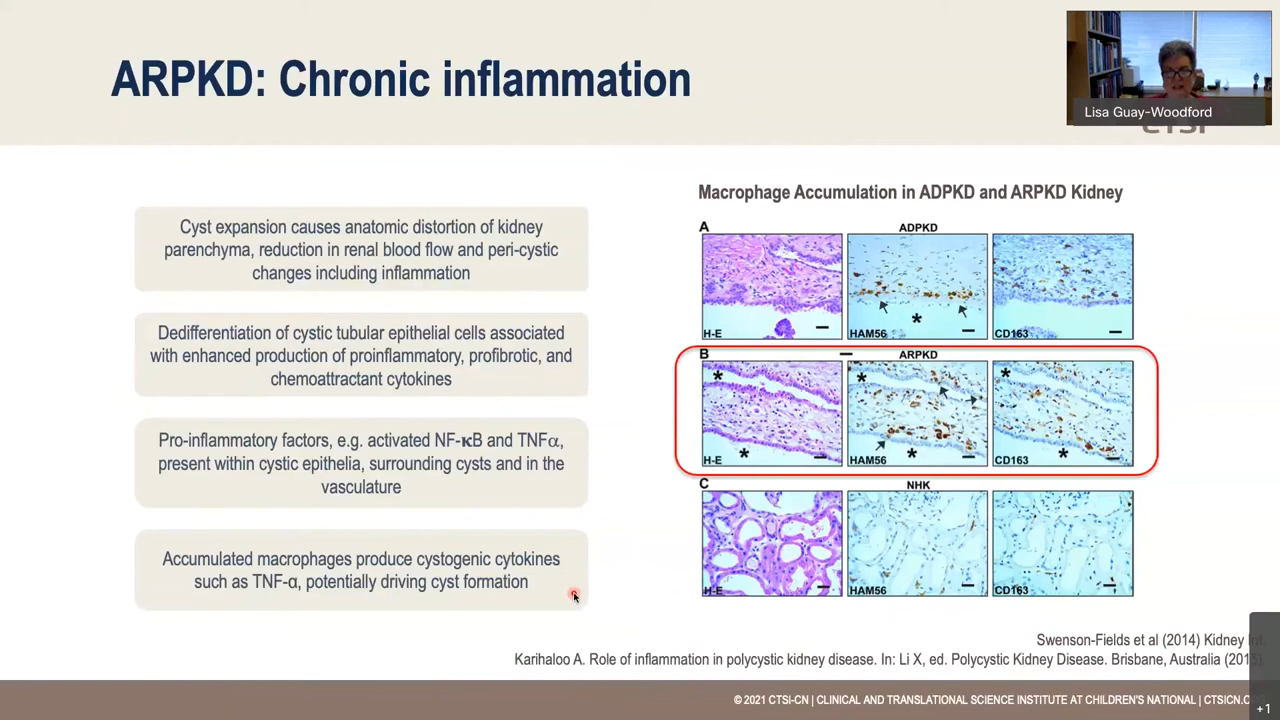 ARPKD: Chronic inflammation
Lisa Guay-Woodford
CTSI
Cyst expansion causes anatomic distortion of kidney
parenchyma, reduction in renal blood flow and peri-cystic
changes including inflammation
Dedifferentiation of cystic tubular epithelial cells associated
with enhanced production of proinflammatory, profibrotic, and
chemoattractant cytokines
Pro-inflammatory factors, e.g. activated NF-κB and TNFα,
present within cystic epithelia, surrounding cysts and in the
vasculature
Accumulated macrophages produce cystogenic cytokines
such as TNF-α, potentially driving cyst formation
Macrophage Accumulation in ADPKD and ARPKD Kidney
A
ADPKD
*
H-E
HAM56
CD163
B
ARPKD
* * *
* * *
H-E
HAM56
CD163
C
NHK
H-E
HAM56
CD163
Swenson-Fields et al (2014) Kidney
Karihaloo A. Role of inflammation in polycystic kidney disease. In: Li X, ed. Polycystic Kidney Disease. Brisbane, Australia
© 2021 CTSI-CN | CLINICAL AND TRANSLATIONAL SCIENCE INSTITUTE AT CHILDREN'S NATIONAL |
+1